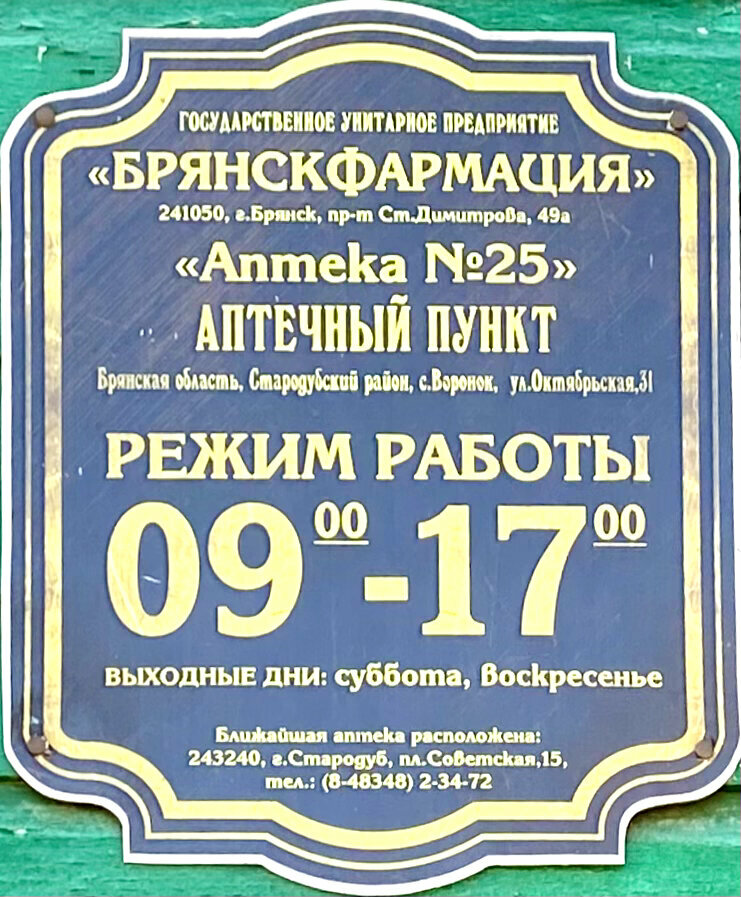 ГОСУДАРСТВЕННОЕ УНИТАРНОЕ ПРЕДПРИЯТИЕ
«БРЯНСКФАРМАЦИЯ»
241050, г.Брянск, пр-т Ст.Димитрова, 49а
«Аптека №25»
АПТЕЧНЫЙ ПУНКТ
Брянская область, Стародубский район, с.Воронок, ул.Октябрьская,31
РЕЖИМ РАБОТЫ
09 00 - 17 00
ВЫХОДНЫЕ ДНИ: суббота, Воскресенье
Ближайшая аптека расположена:
243240, г.Стародуб, пл.Советская,15,
тел.: (8-48348) 2-34-72